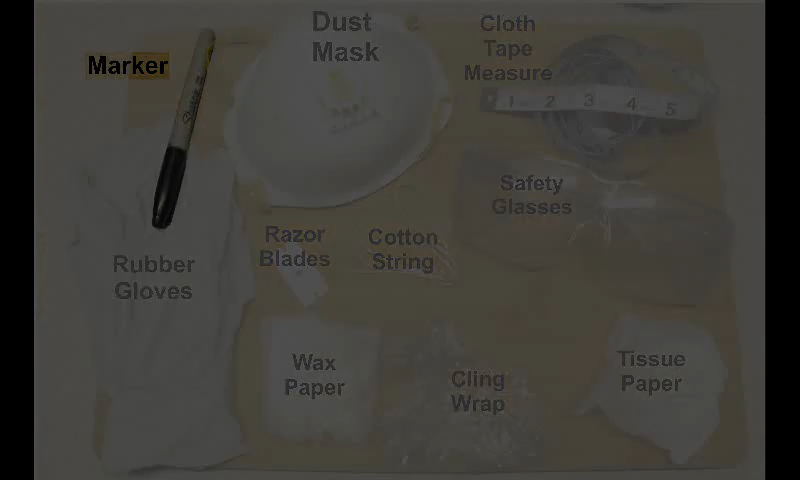 Dust
Mask
Cloth
Tape
Measure
Marker
Sharpie
1 2 3 4 5
Safety
Glasses
Rubber
Gloves
Razor
Blades
Cotton
String
Wax
Paper
Cling
Wrap
Tissue
Paper